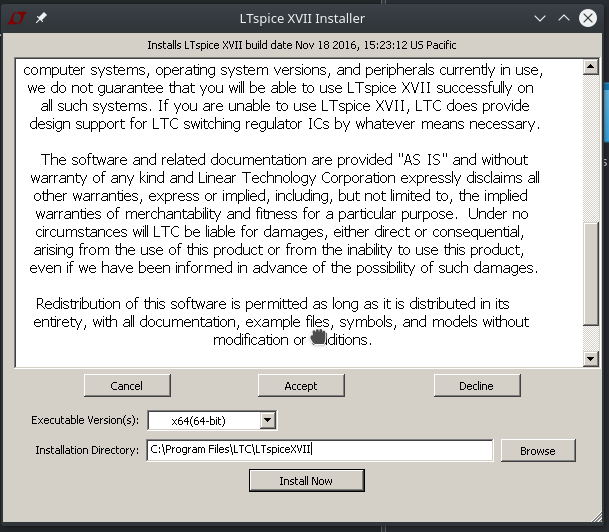 LTspice XVII Installer
Installs LTspice XVII build date Nov 18 2016, 15:23:12 US Pacific
computer systems, operating system versions, and peripherals currently in use,
we do not guarantee that you will be able to use LTspice XVII successfully on
all such systems. If you are unable to use LTspice XVII, LTC does provide
design support for LTC switching regulator ICs by whatever means necessary.
The software and related documentation are provided "AS IS" and without
warranty of any kind and Linear Technology Corporation expressly disclaims all
other warranties, express or implied, including, but not limited to, the implied
warranties of merchantability and fitness for a particular purpose. Under no
circumstances will LTC be liable for damages, either direct or consequential,
arising from the use of this product or from the inability to use this product,
even if we have been informed in advance of the possibility of such damages.
Redistribution of this software is permitted as long as it is distributed in its
entirety, with all documentation, example files, symbols, and models without
modification or
Cancel Accept Decline
Executable Version(s): x64(64-bit)
Installation Directory: C:\Program Files\LTC\LTspiceXVII Browse
Install Now